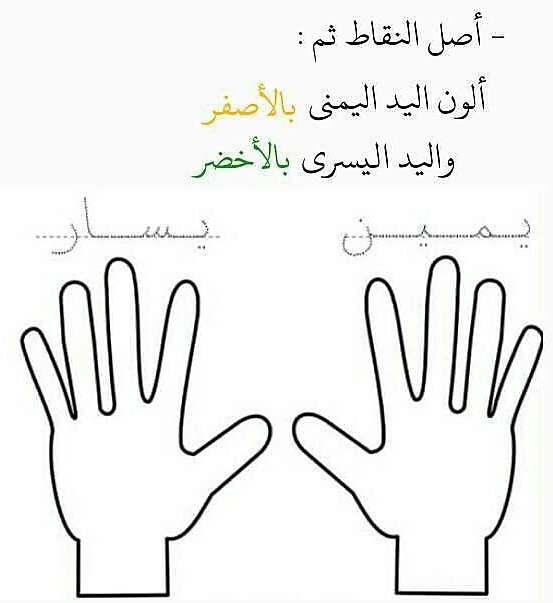 - أصل النقاط ثم :
ألون اليد اليمنى بالأصفر
واليد اليسرى بالأخضر
يمين يسار